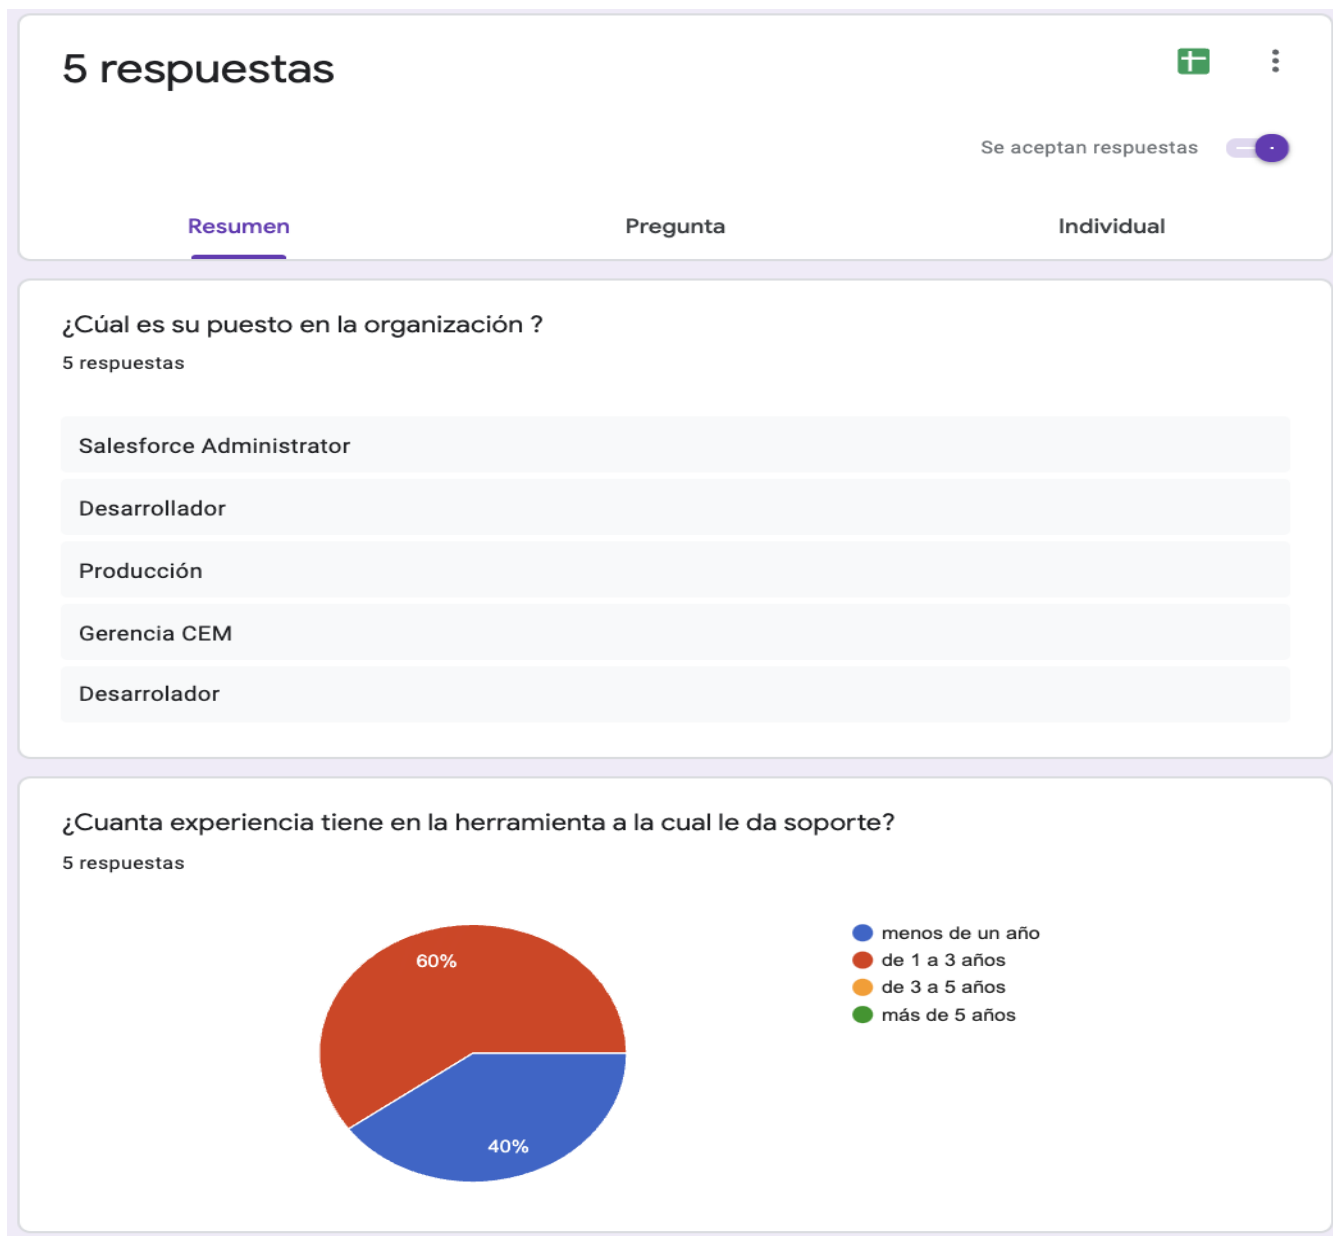 5 respuestas
Se aceptan respuestas
Resumen
Pregunta
Individual
¿Cúal es su puesto en la organización ?
5 respuestas
Salesforce Administrator
Desarrollador
Producción
Gerencia CEM
Desarrolador
¿Cuanta experiencia tiene en la herramienta a la cual le da soporte?
5 respuestas
60%
40%
menos de un año
de 1 a 3 años
de 3 a 5 años
más de 5 años